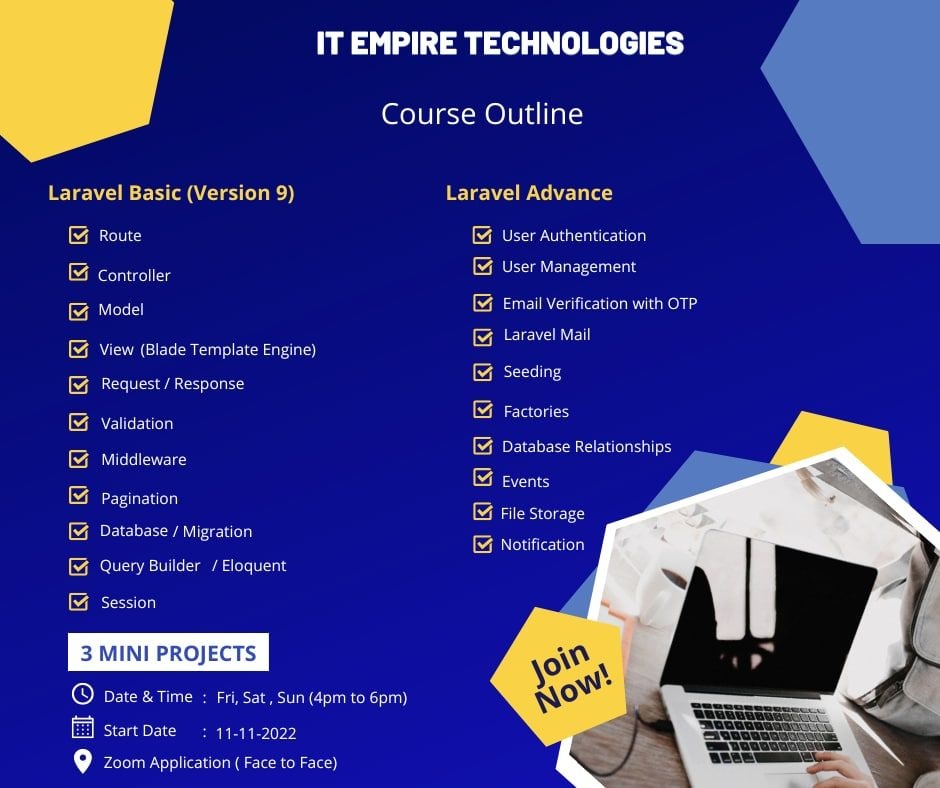 IT EMPIRE TECHNOLOGIES
Course Outline
Laravel Basic (Version 9)
Route
Controller
Model
View (Blade Template Engine)
Request / Response
Validation
Middleware
Pagination
Database / Migration
Query Builder / Eloquent
Session
Laravel Advance
User Authentication
User Management
Email Verification with OTP
Laravel Mail
Seeding
Factories
Database Relationships
Events
File Storage
Notification
3 MINI PROJECTS
Date & Time : Fri, Sat , Sun (4pm to 6pm)
Start Date : 11-11-2022
Zoom Application ( Face to Face)
Join
Now!